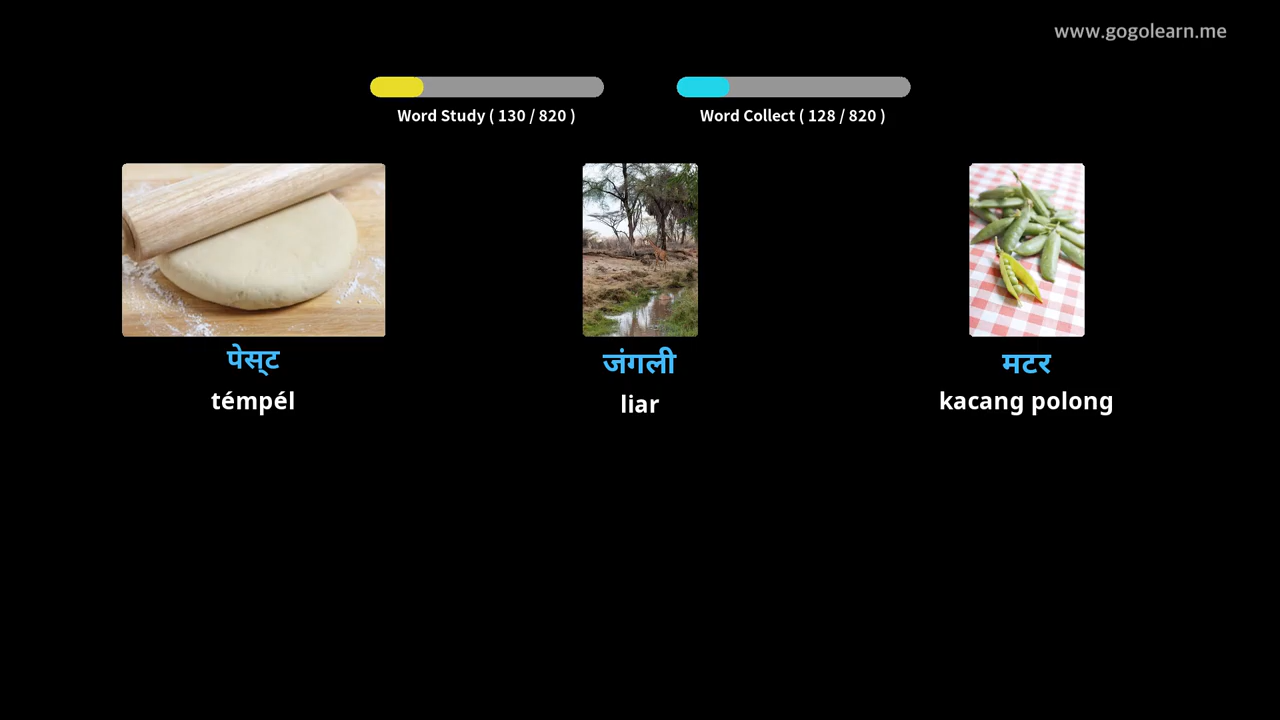 www.gogolearn.me
Word Study ( 130 / 820 )
Word Collect ( 128 / 820 )
पेस्‌ट
जंगली
मटर
témpél
liar
kacang polong